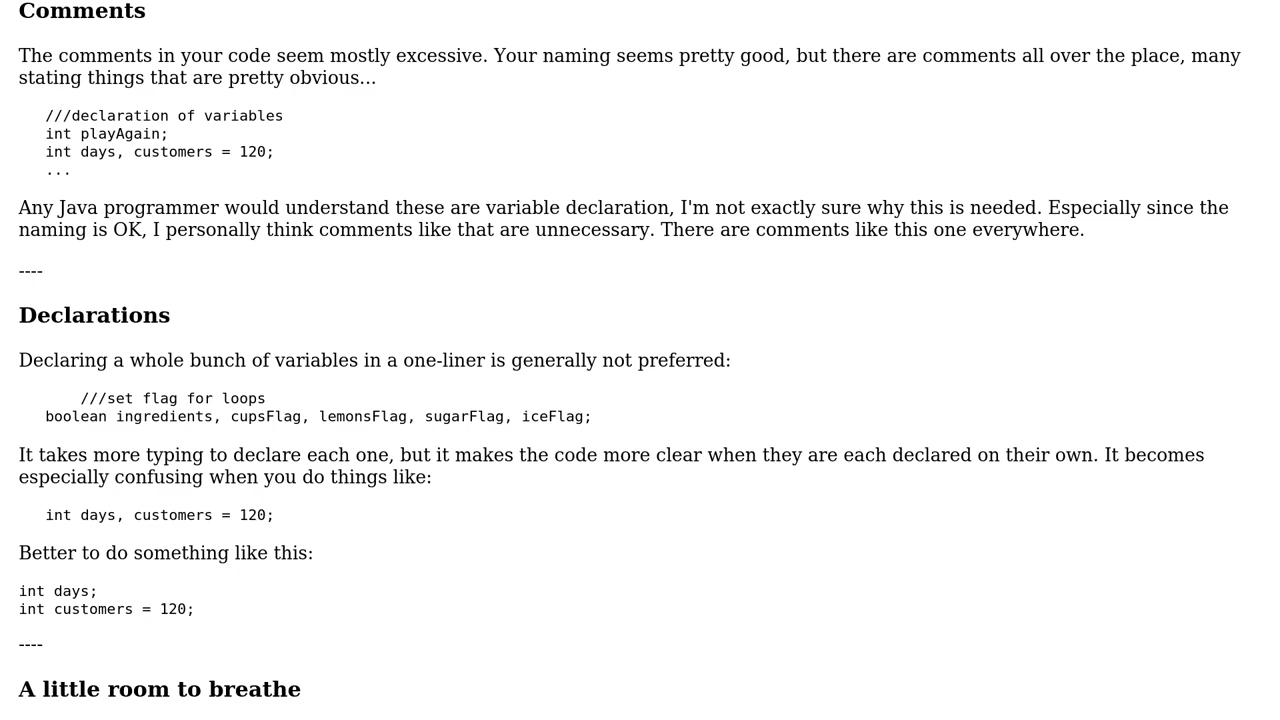 Comments
The comments in your code seem mostly excessive. Your naming seems pretty good, but there are comments all over the place, many
stating things that are pretty obvious...
///declaration of variables
int playAgain;
int days, customers = 120;
...
Any Java programmer would understand these are variable declaration, I'm not exactly sure why this is needed. Especially since the
naming is OK, I personally think comments like that are unnecessary. There are comments like this one everywhere.
----
Declarations
Declaring a whole bunch of variables in a one-liner is generally not preferred:
///set flag for loops
boolean ingredients, cupsFlag, lemonsFlag, sugarFlag, iceFlag;
It takes more typing to declare each one, but it makes the code more clear when they are each declared on their own. It becomes
especially confusing when you do things like:
int days, customers = 120;
Better to do something like this:
int days;
int customers = 120;
----
A little room to breathe